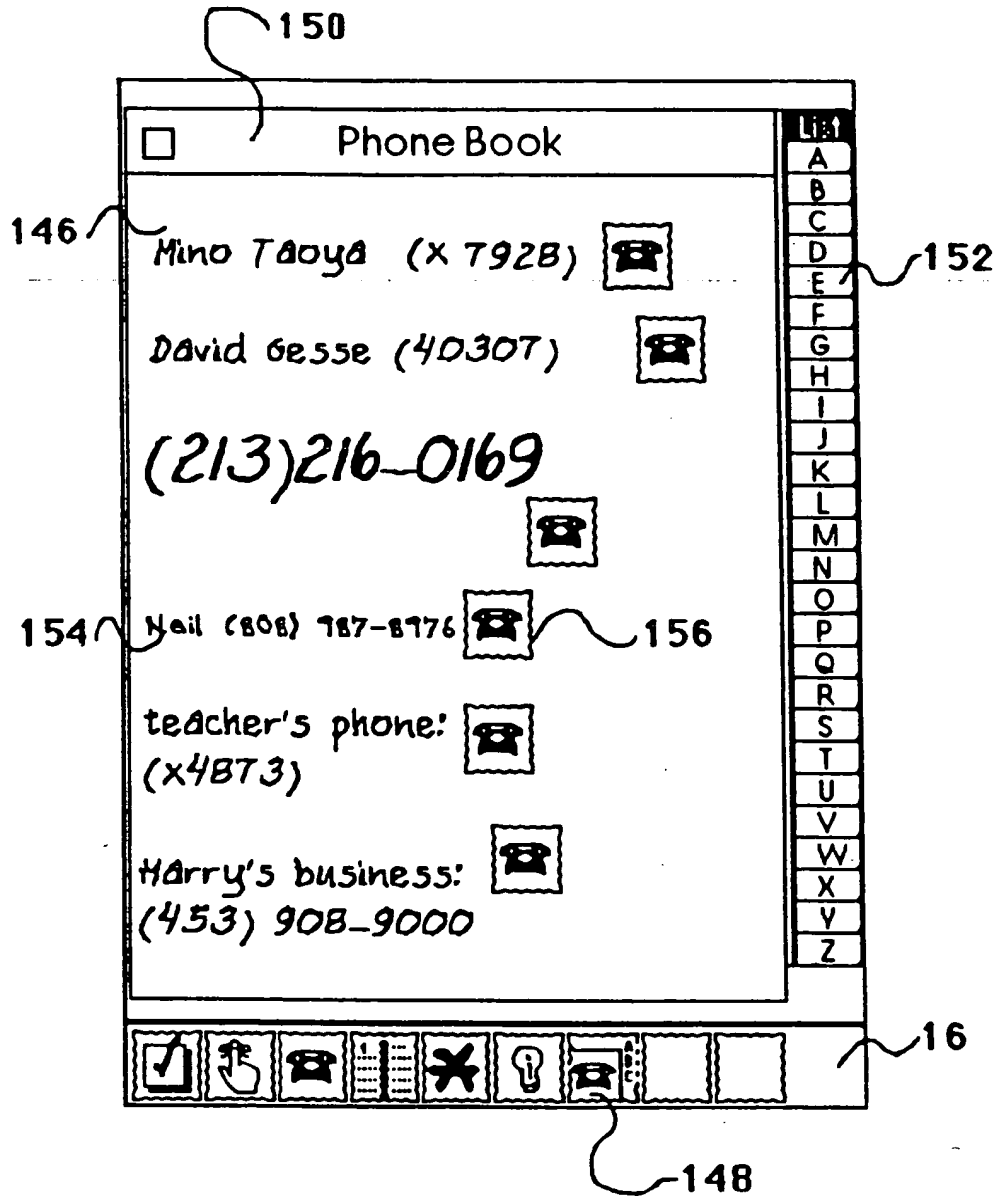 150
Phone Book
List
A
B
C
D
E
F
G
H
I
J
K
L
M
N
O
P
Q
R
S
T
U
V
W
X
Y
Z
146
152
Mino Taoya (X 7928)
David Gesse (40307)
(213)216-0169
154
Neil (808) 987-8976
156
teacher's phone:
(x4873)
Harry's business:
(453) 908-9000
16
A
B
C
148